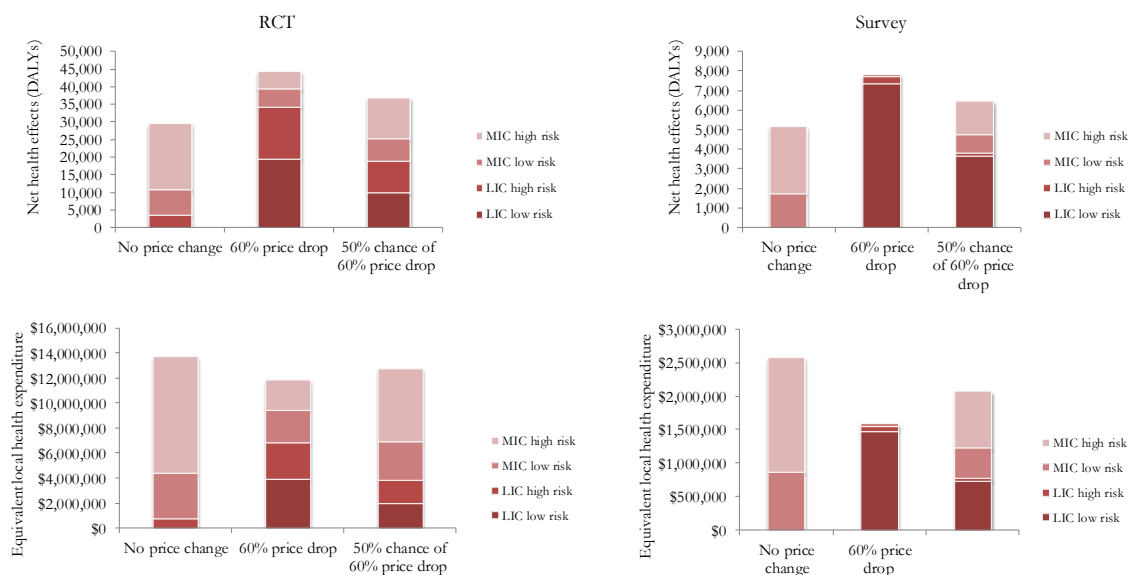 RCT
Net health effects (DALYs)
50,000
45,000
40,000
35,000
30,000
25,000
20,000
15,000
10,000
5,000
0
No price change
60% price drop
50% chance of
60% price drop
MIC high risk
MIC low risk
LIC high risk
LIC low risk
Survey
Net health effects (DALYs)
9,000
8,000
7,000
6,000
5,000
4,000
3,000
2,000
1,000
0
No price
change
60% price
drop
50% chance
of 60% price
drop
MIC high risk
MIC low risk
LIC high risk
LIC low risk
Equivalent local health expenditure
$16,000,000
$14,000,000
$12,000,000
$10,000,000
$8,000,000
$6,000,000
$4,000,000
$2,000,000
$0
No price change
60% price drop
50% chance of
60% price drop
MIC high risk
MIC low risk
LIC high risk
LIC low risk
Equivalent local health expenditure
$3,000,000
$2,500,000
$2,000,000
$1,500,000
$1,000,000
$500,000
$0
No price
change
60% price
drop
MIC high risk
MIC low risk
LIC high risk
LIC low risk